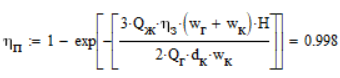 η_П := 1 − exp[−[3·Q_ж·η_з·(w_г + w_к)·H / 2·Q_г·d_к·w_к]] = 0.998